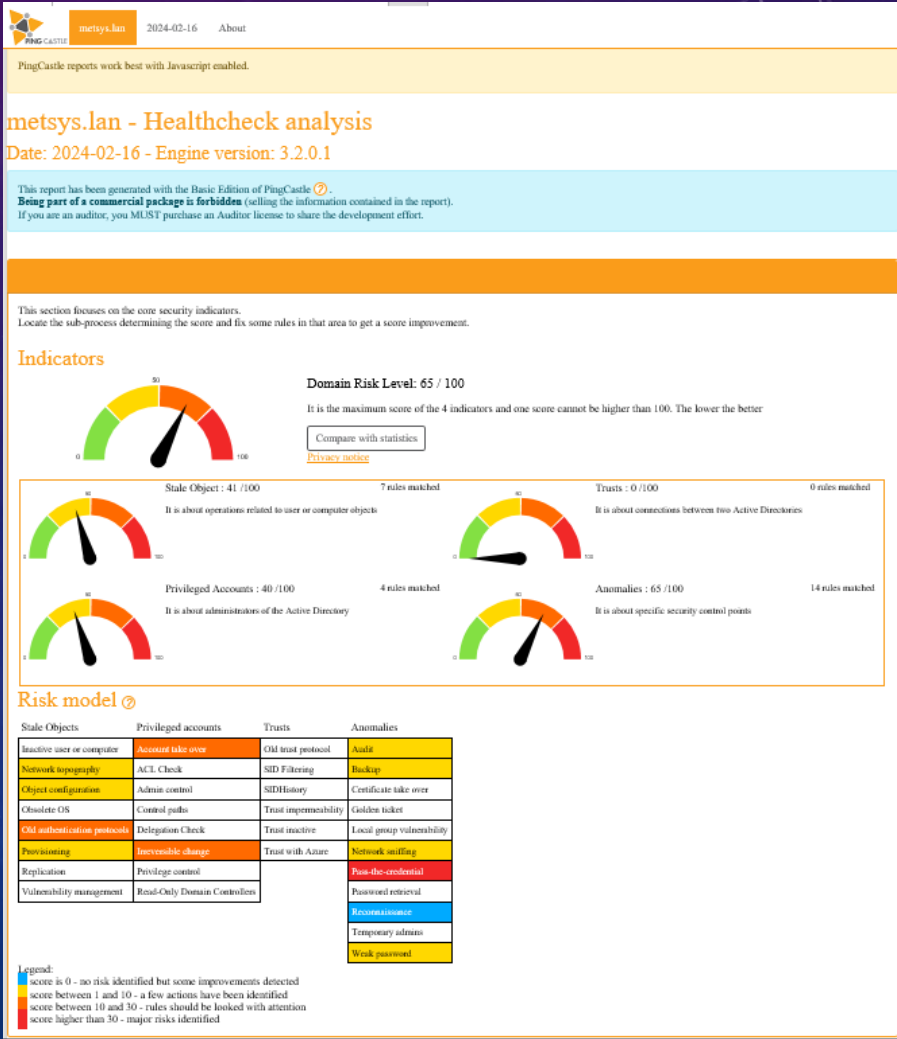 PING CASTLE
metsys.lan
2024-02-16
About
PingCastle reports work best with Javascript enabled.
metsys.lan - Healthcheck analysis
Date: 2024-02-16 - Engine version: 3.2.0.1
This report has been generated with the Basic Edition of PingCastle ?.
Being part of a commercial package is forbidden (selling the information contained in the report).
If you are an auditor, you MUST purchase an Auditor license to share the development effort.
This section focuses on the core security indicators.
Locate the sub-process determining the score and fix some rules in that area to get a score improvement.
Indicators
0
50
100
Domain Risk Level: 65 / 100
It is the maximum score of the 4 indicators and one score cannot be higher than 100. The lower the better
Compare with statistics
Privacy notice
0
50
100
Stale Object : 41 /100
7 rules matched
It is about operations related to user or computer objects
0
50
100
Trusts : 0 /100
0 rules matched
It is about connections between two Active Directories
0
50
100
Privileged Accounts : 40 /100
4 rules matched
It is about administrators of the Active Directory
0
50
100
Anomalies : 65 /100
14 rules matched
It is about specific security control points
Risk model ?
Stale Objects Privileged accounts Trusts Anomalies
Inactive user or computer Account take over Old trust protocol Audit
Network topography ACL Check SID Filtering Backup
Object configuration Admin control SIDHistory Certificate take over
Obsolete OS Control paths Trust impermeability Golden ticket
Old authentication protocols Delegation Check Trust inactive Local group vulnerability
Provisioning Irreversible change Trust with Azure Network sniffing
Replication Privilege control Pass-the-credential
Vulnerability management Read-Only Domain Controllers Password retrieval
Reconnaissance
Temporary admins
Weak password
Legend:
score is 0 - no risk identified but some improvements detected
score between 1 and 10 - a few actions have been identified
score between 10 and 30 - rules should be looked with attention
score higher than 30 - major risks identified